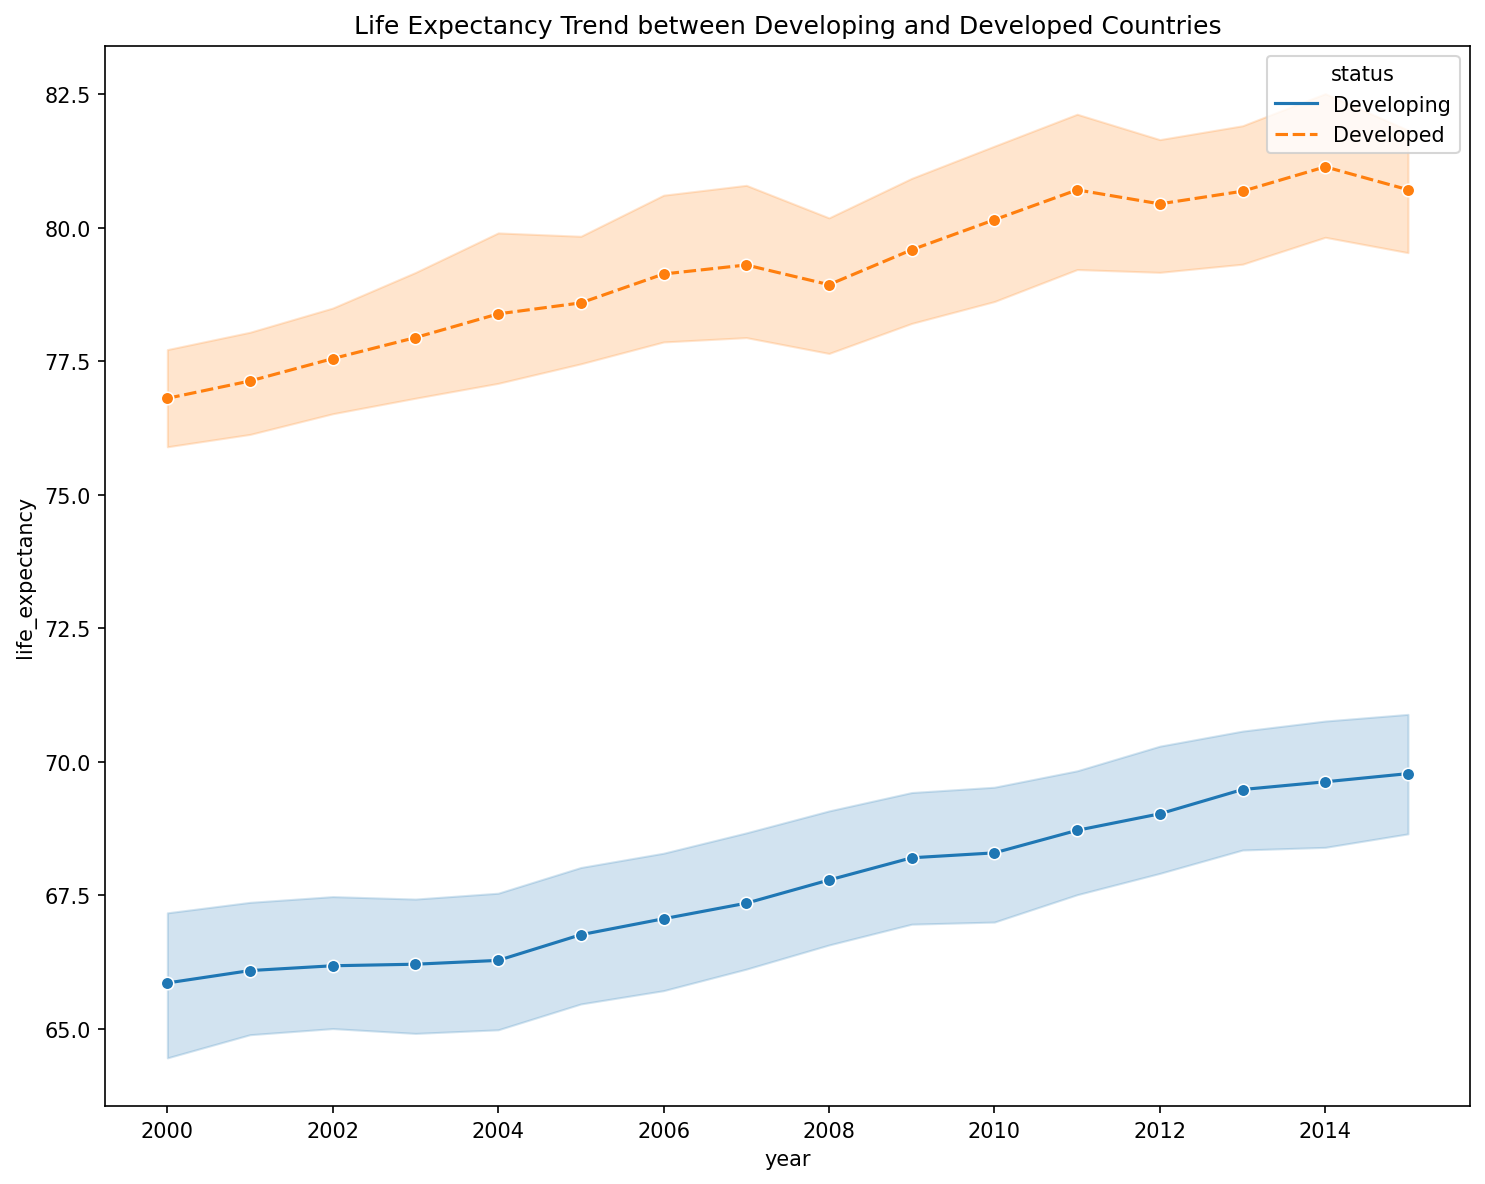 Life Expectancy Trend between Developing and Developed Countries
status
Developing
Developed
82.5
80.0
77.5
75.0
72.5
70.0
67.5
65.0
life_expectancy
2000 2002 2004 2006 2008 2010 2012 2014
year